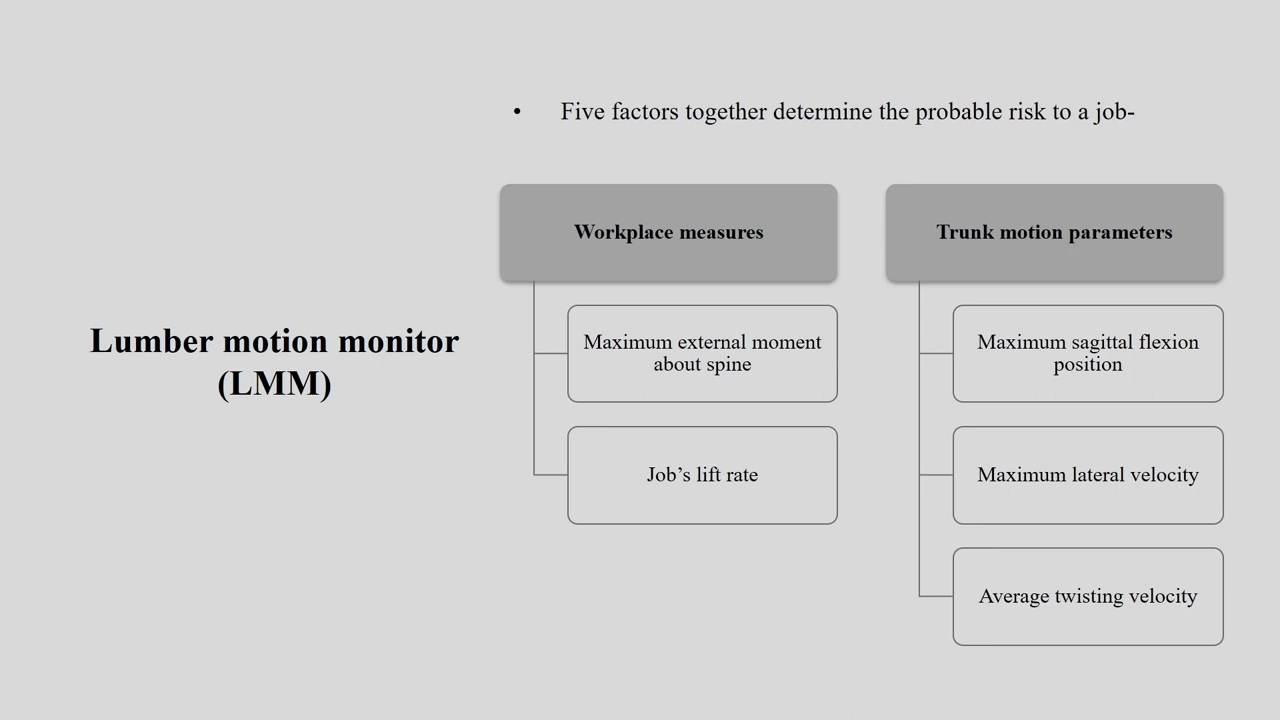 Lumber motion monitor
(LMM)
• Five factors together determine the probable risk to a job-
Workplace measures
Maximum external moment
about spine
Job’s lift rate
Trunk motion parameters
Maximum sagittal flexion
position
Maximum lateral velocity
Average twisting velocity